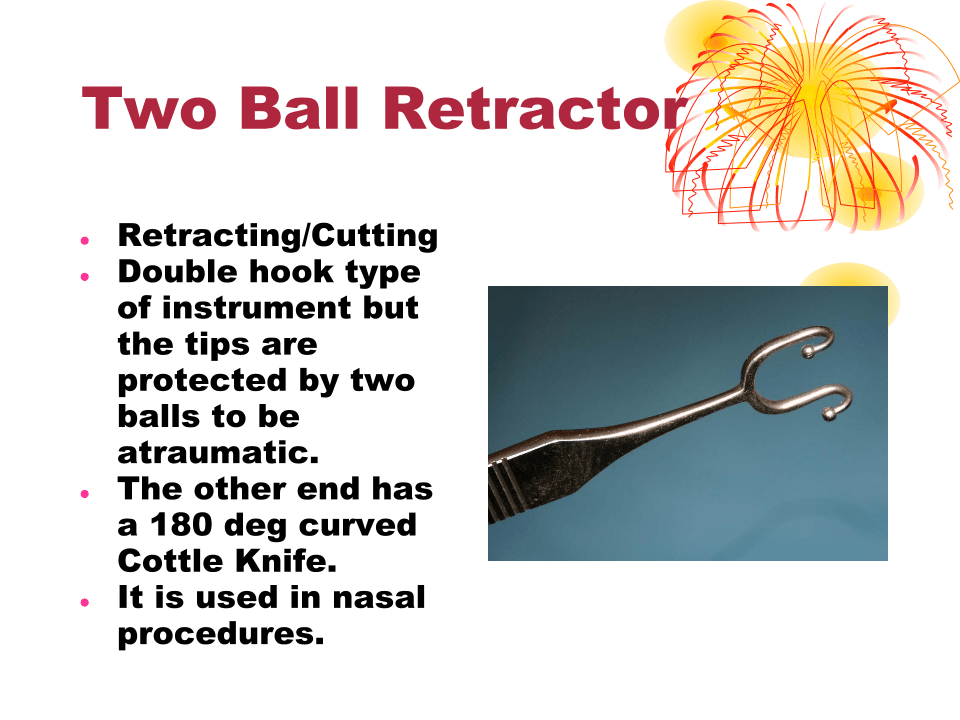 Two Ball Retractor
Retracting/Cutting
Double hook type
of instrument but
the tips are
protected by two
balls to be
atraumatic.
The other end has
a 180 deg curved
Cottle Knife.
It is used in nasal
procedures.